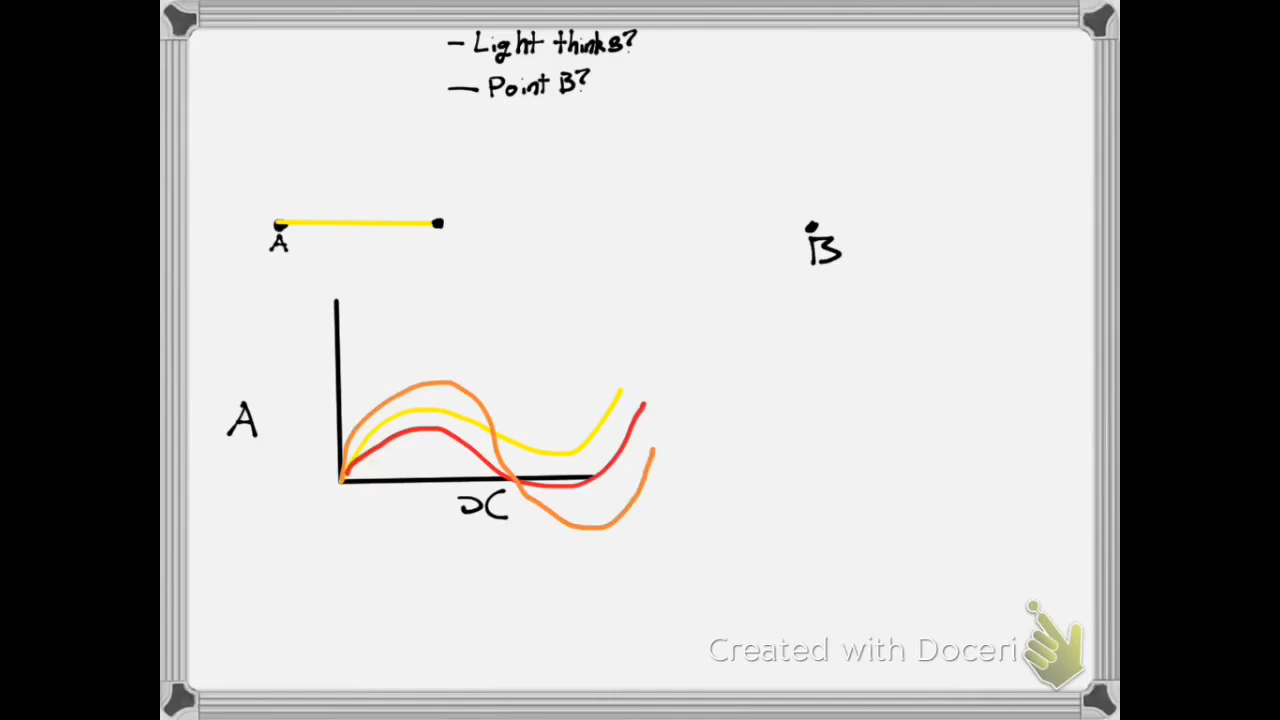 - Light thinks?
- Point B?
A
B
A
x
Created with Doceri